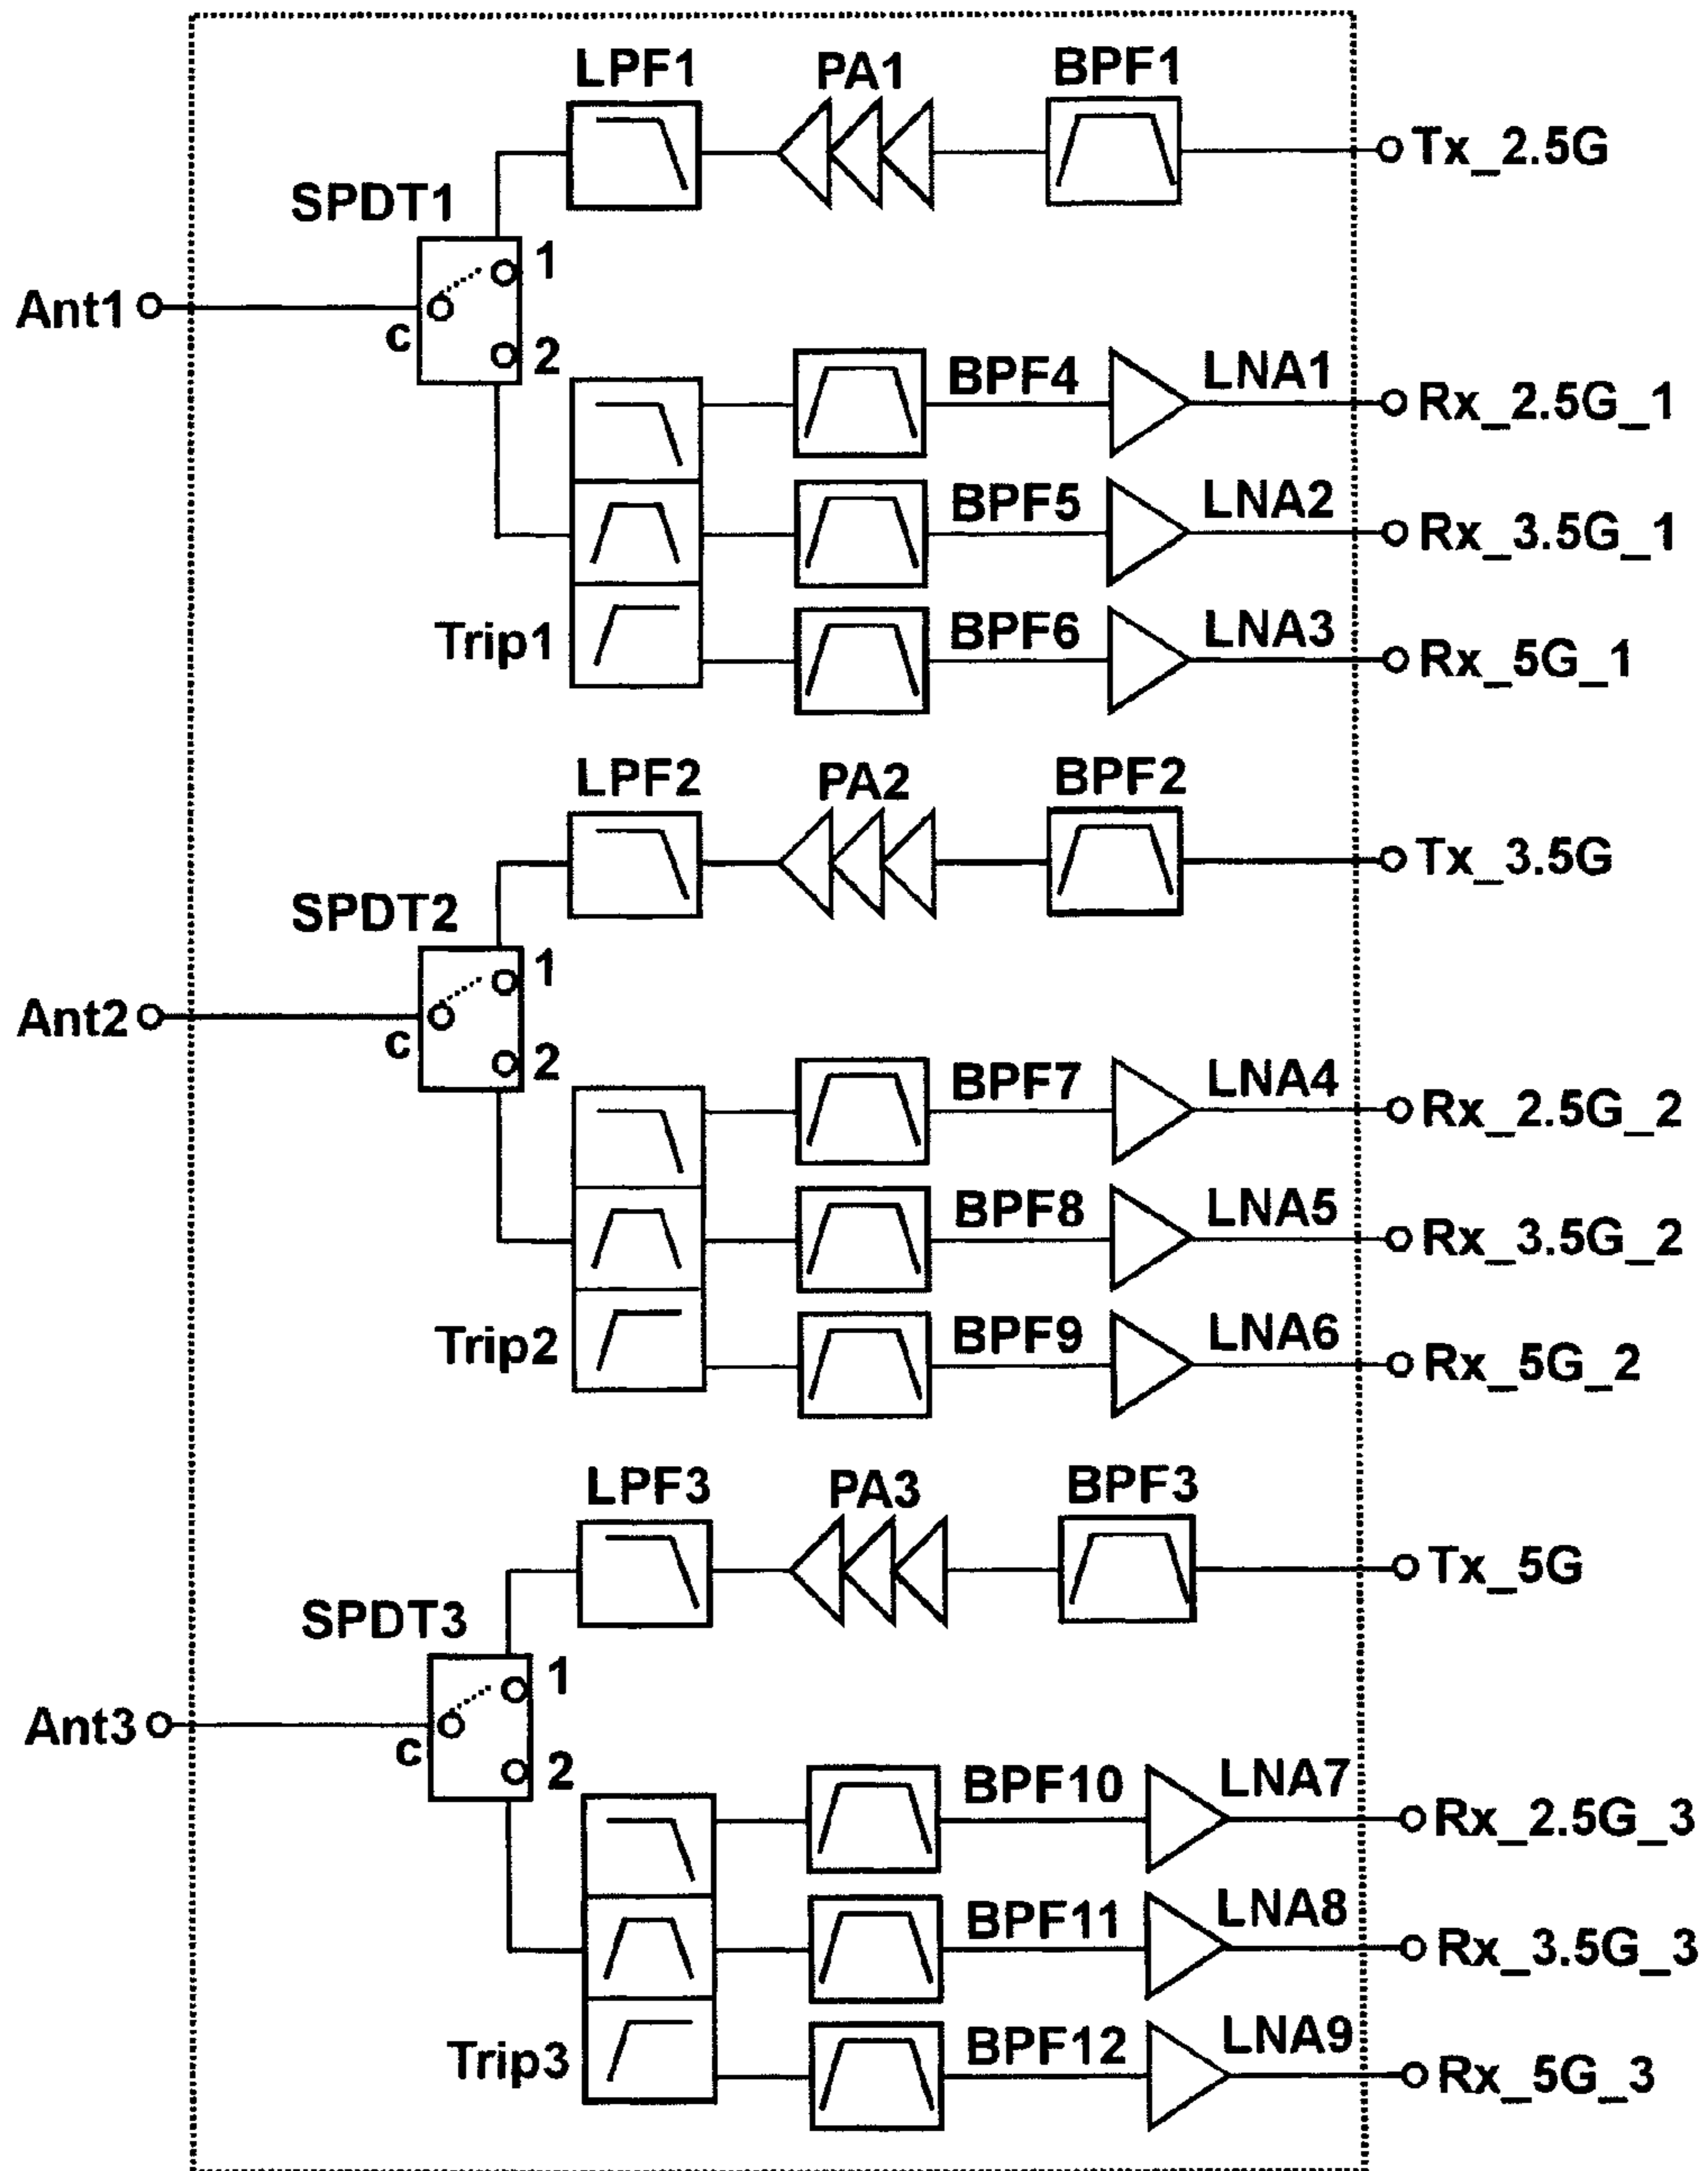 LPF1 PA1 BPF1
Tx_2.5G
SPDT1
1
Ant1
c
2
BPF4 LNA1
Rx_2.5G_1
BPF5 LNA2
Rx_3.5G_1
Trip1
BPF6 LNA3
Rx_5G_1
LPF2 PA2 BPF2
Tx_3.5G
SPDT2
1
Ant2
c
2
BPF7 LNA4
Rx_2.5G_2
BPF8 LNA5
Rx_3.5G_2
Trip2
BPF9 LNA6
Rx_5G_2
LPF3 PA3 BPF3
Tx_5G
SPDT3
1
Ant3
c
2
BPF10 LNA7
Rx_2.5G_3
BPF11 LNA8
Rx_3.5G_3
Trip3
BPF12 LNA9
Rx_5G_3